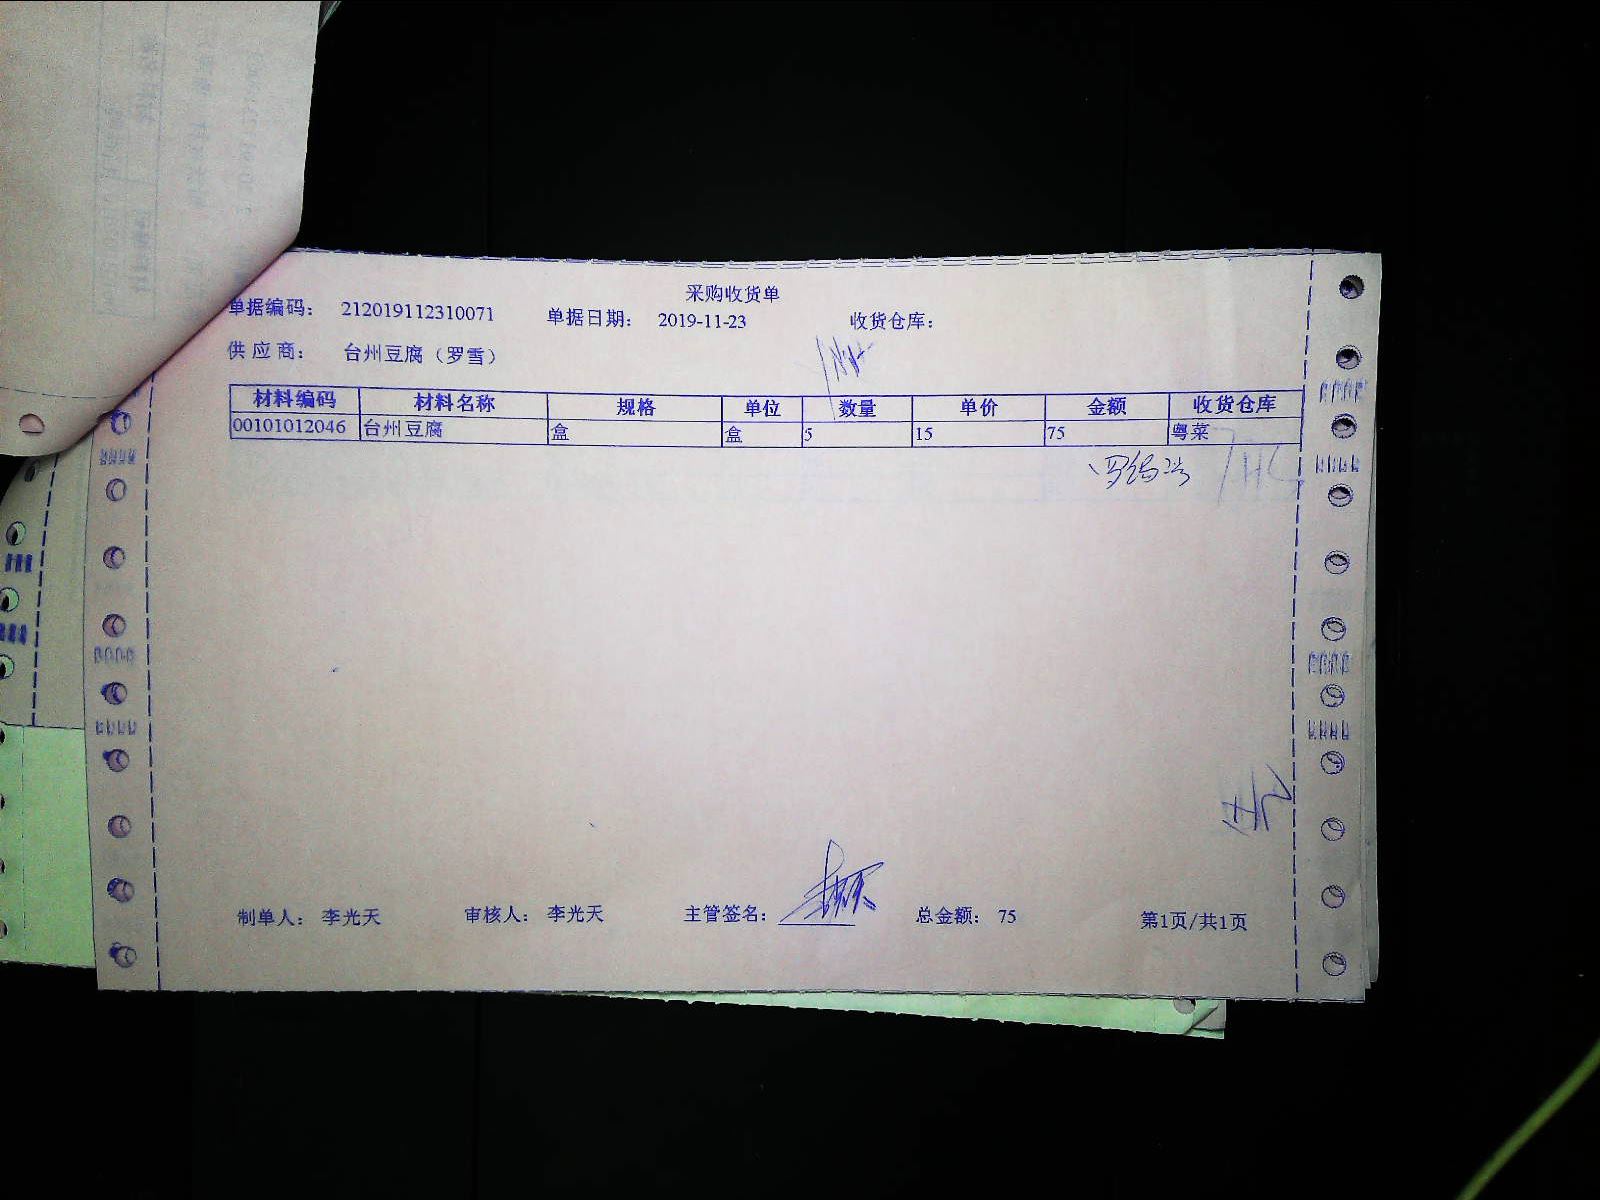 采购收货单
单据编码： 212019112310071 单据日期： 2019-11-23 收货仓库：
供应商： 台州豆腐（罗雪）
材料编码 材料名称 规格 单位 数量 单价 金额 收货仓库
00101012046 台州豆腐 盒 盒 5 15 75 粤菜
制单人： 李光天 审核人： 李光天 主管签名： 总金额： 75 第1页/共1页